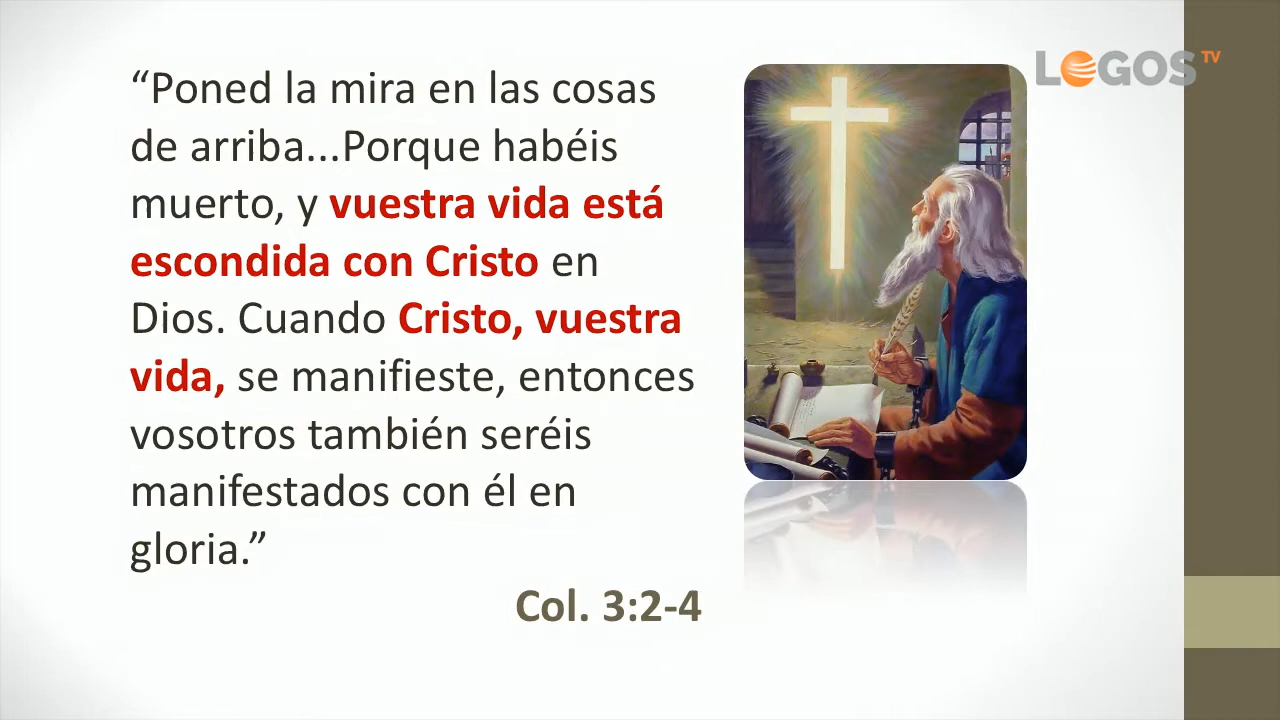 LOGOS TV
“Poned la mira en las cosas
de arriba...Porque habéis
muerto, y vuestra vida está
escondida con Cristo en
Dios. Cuando Cristo, vuestra
vida, se manifieste, entonces
vosotros también seréis
manifestados con él en
gloria.”
Col. 3:2-4